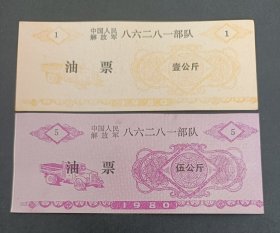 1 中国人民解放军 八六二八一部队 1
油 票 壹公斤
5 中国人民解放军 八六二八一部队 5
油 票 伍公斤
1980